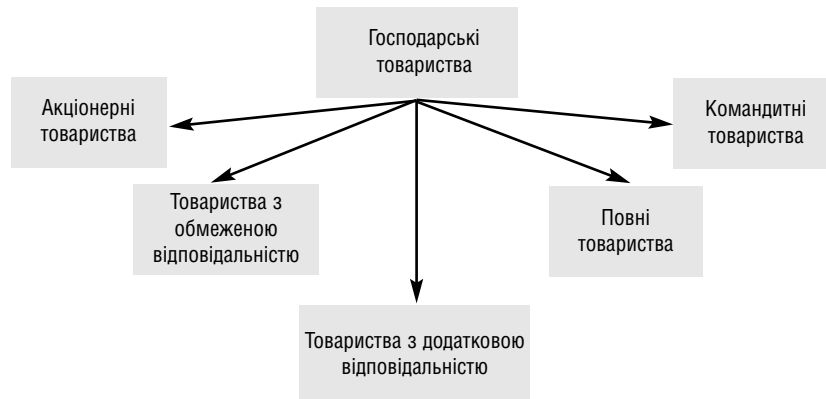 Господарські
товариства
Акціонерні
товариства
Командитні
товариства
Товариства з
обмеженою
відповідальністю
Повні
товариства
Товариства з додатковою
відповідальністю